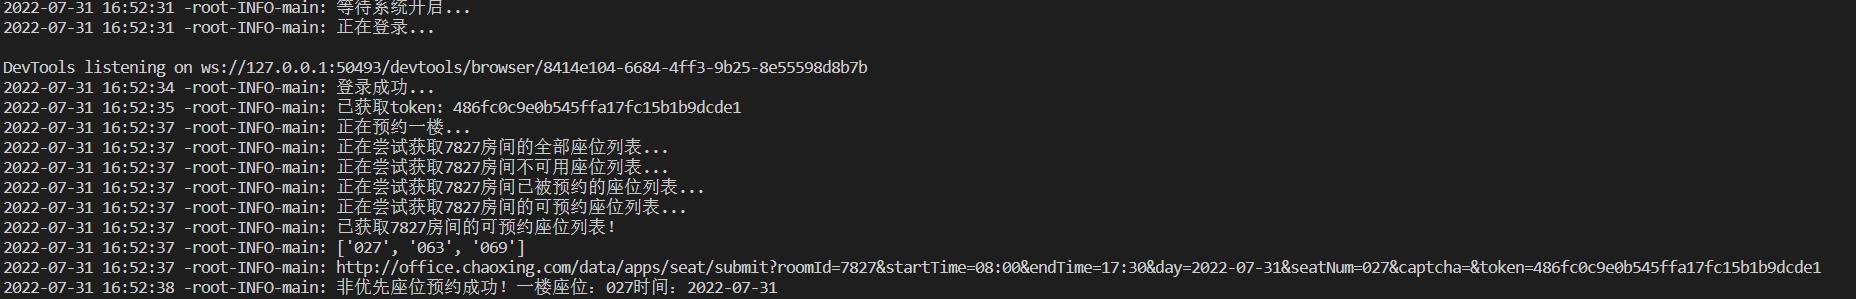 2022-07-31 16:52:31 -root-INFO-main: 等待系统开启...
2022-07-31 16:52:31 -root-INFO-main: 正在登录...
DevTools listening on ws://127.0.0.1:50493/devtools/browser/8414e104-6684-4ff3-9b25-8e55598d8b7b
2022-07-31 16:52:34 -root-INFO-main: 登录成功...
2022-07-31 16:52:35 -root-INFO-main: 已获取token: 486fc0c9e0b545ffa17fc15b1b9dcde1
2022-07-31 16:52:37 -root-INFO-main: 正在预约一楼...
2022-07-31 16:52:37 -root-INFO-main: 正在尝试获取7827房间的全部座位列表...
2022-07-31 16:52:37 -root-INFO-main: 正在尝试获取7827房间不可用座位列表...
2022-07-31 16:52:37 -root-INFO-main: 正在尝试获取7827房间已被预约的座位列表...
2022-07-31 16:52:37 -root-INFO-main: 正在尝试获取7827房间的可预约座位列表...
2022-07-31 16:52:37 -root-INFO-main: 已获取7827房间的可预约座位列表!
2022-07-31 16:52:37 -root-INFO-main: ['027', '063', '069']
2022-07-31 16:52:37 -root-INFO-main: http://office.chaoxing.com/data/apps/seat/submit?roomId=7827&startTime=08:00&endTime=17:30&day=2022-07-31&seatNum=027&captcha=&token=486fc0c9e0b545ffa17fc15b1b9dcde1
2022-07-31 16:52:38 -root-INFO-main: 非优先座位预约成功! 一楼座位: 027时间: 2022-07-31